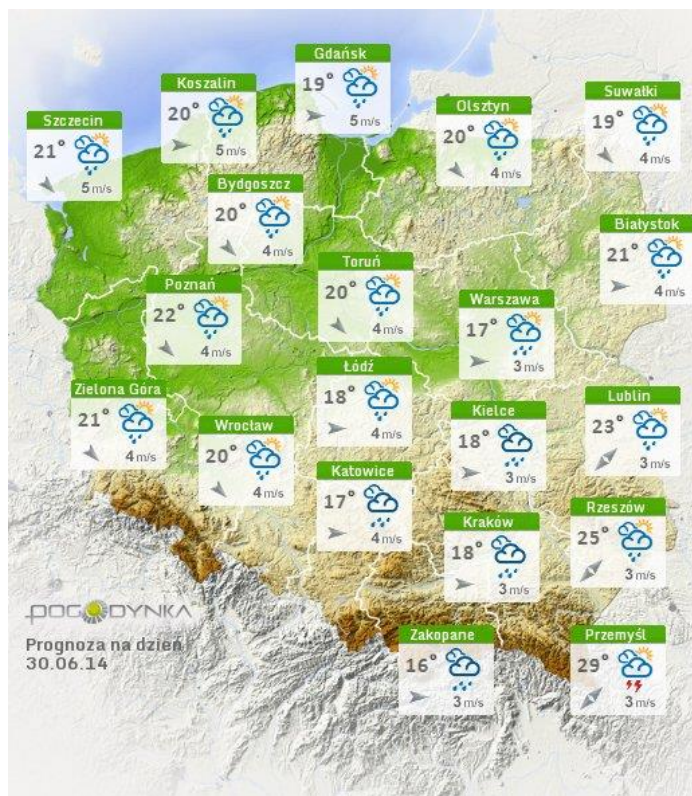 Gdańsk
19°
5 m/s
Koszalin
20°
5 m/s
Suwałki
19°
4 m/s
Olsztyn
20°
4 m/s
Szczecin
21°
5 m/s
Bydgoszcz
20°
4 m/s
Białystok
21°
4 m/s
Toruń
20°
4 m/s
Poznań
22°
4 m/s
Warszawa
17°
3 m/s
Łódź
18°
4 m/s
Zielona Góra
21°
4 m/s
Lublin
23°
3 m/s
Kielce
18°
3 m/s
Wrocław
20°
4 m/s
Katowice
17°
4 m/s
Rzeszów
25°
3 m/s
Kraków
18°
3 m/s
POGODYNKA
Prognoza na dzień
30.06.14
Zakopane
16°
3 m/s
Przemyśl
29°
3 m/s